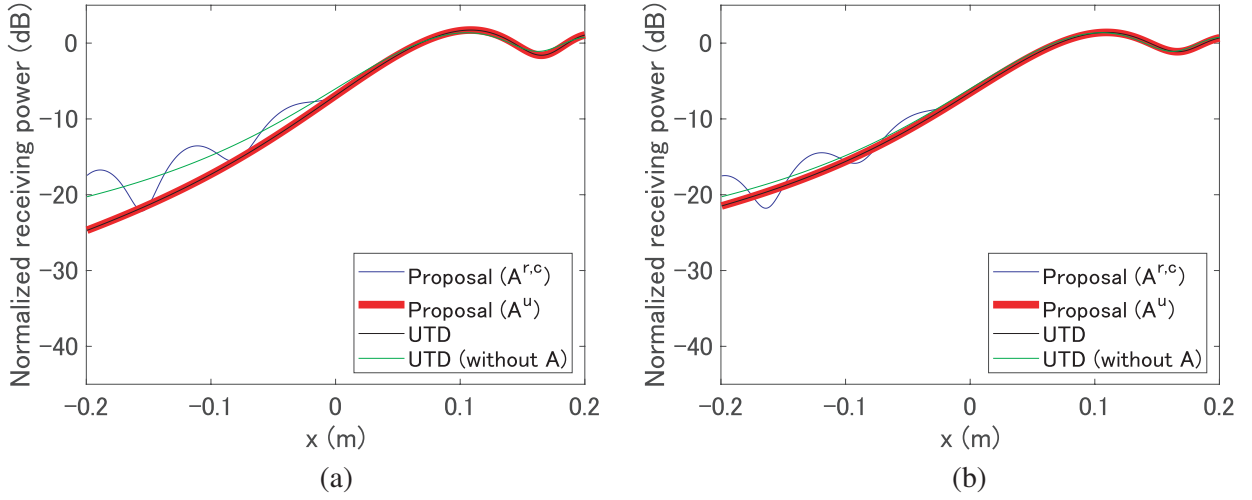 Normalized receiving power (dB)
0
−10
−20
−30
−40
−0.2
−0.1
0
0.1
0.2
x (m)
Proposal (A^r,c)
Proposal (A^u)
UTD
UTD (without A)
(a)
Normalized receiving power (dB)
0
−10
−20
−30
−40
−0.2
−0.1
0
0.1
0.2
x (m)
Proposal (A^r,c)
Proposal (A^u)
UTD
UTD (without A)
(b)